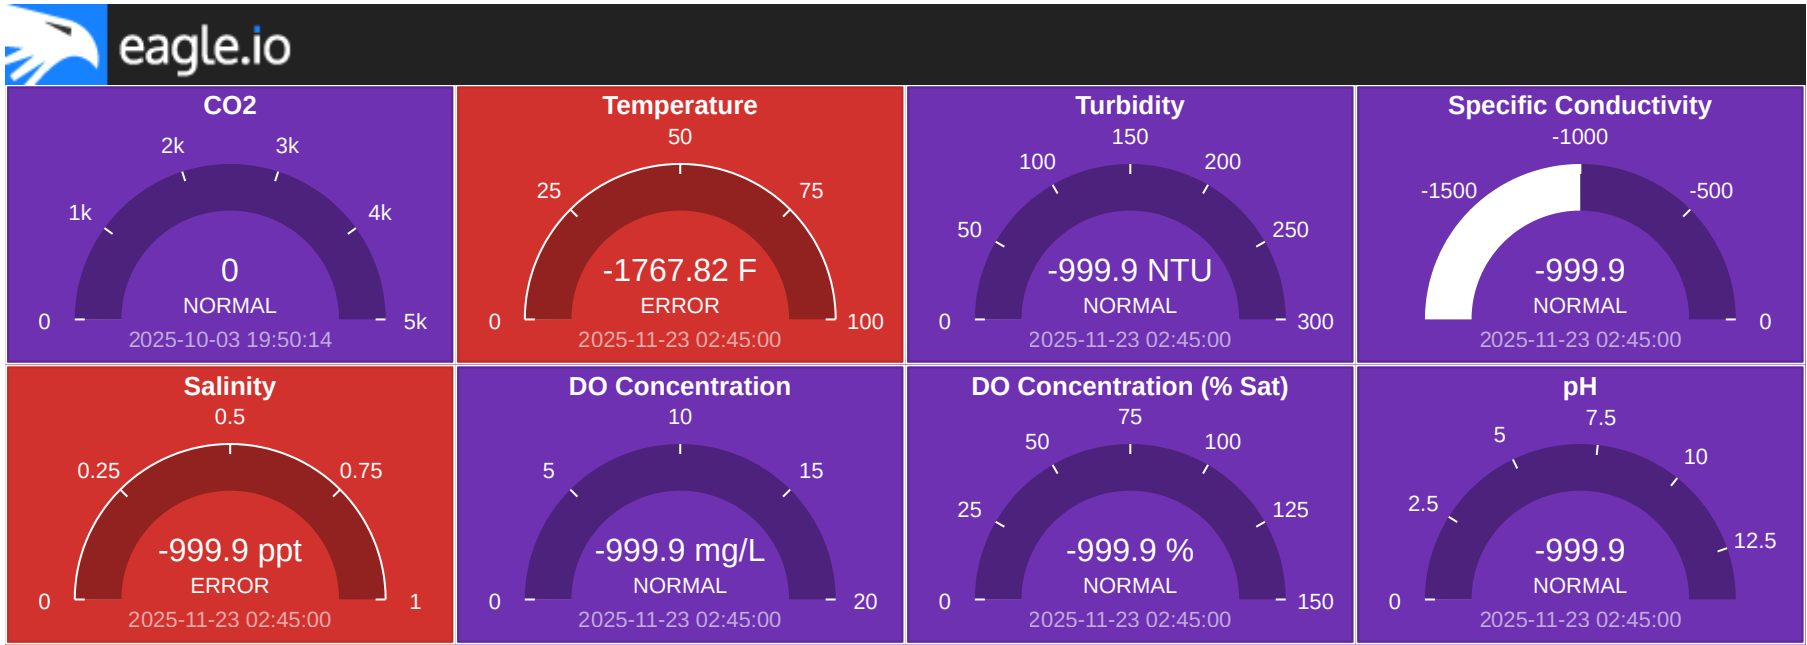 eagle.io
CO2
2k 3k
1k 4k
0
NORMAL
0 5k
2025-10-03 19:50:14
Temperature
50
25 75
-1767.82 F
ERROR
0 100
2025-11-23 02:45:00
Turbidity
150
100 200
50 250
-999.9 NTU
NORMAL
0 300
2025-11-23 02:45:00
Specific Conductivity
-1000
-1500 -500
-999.9
NORMAL
0
2025-11-23 02:45:00
Salinity
0.5
0.25 0.75
-999.9 ppt
ERROR
0 1
2025-11-23 02:45:00
DO Concentration
10
5 15
-999.9 mg/L
NORMAL
0 20
2025-11-23 02:45:00
DO Concentration (% Sat)
75
50 100
25 125
-999.9 %
NORMAL
0 150
2025-11-23 02:45:00
pH
7.5
5 10
2.5 12.5
-999.9
NORMAL
0
2025-11-23 02:45:00